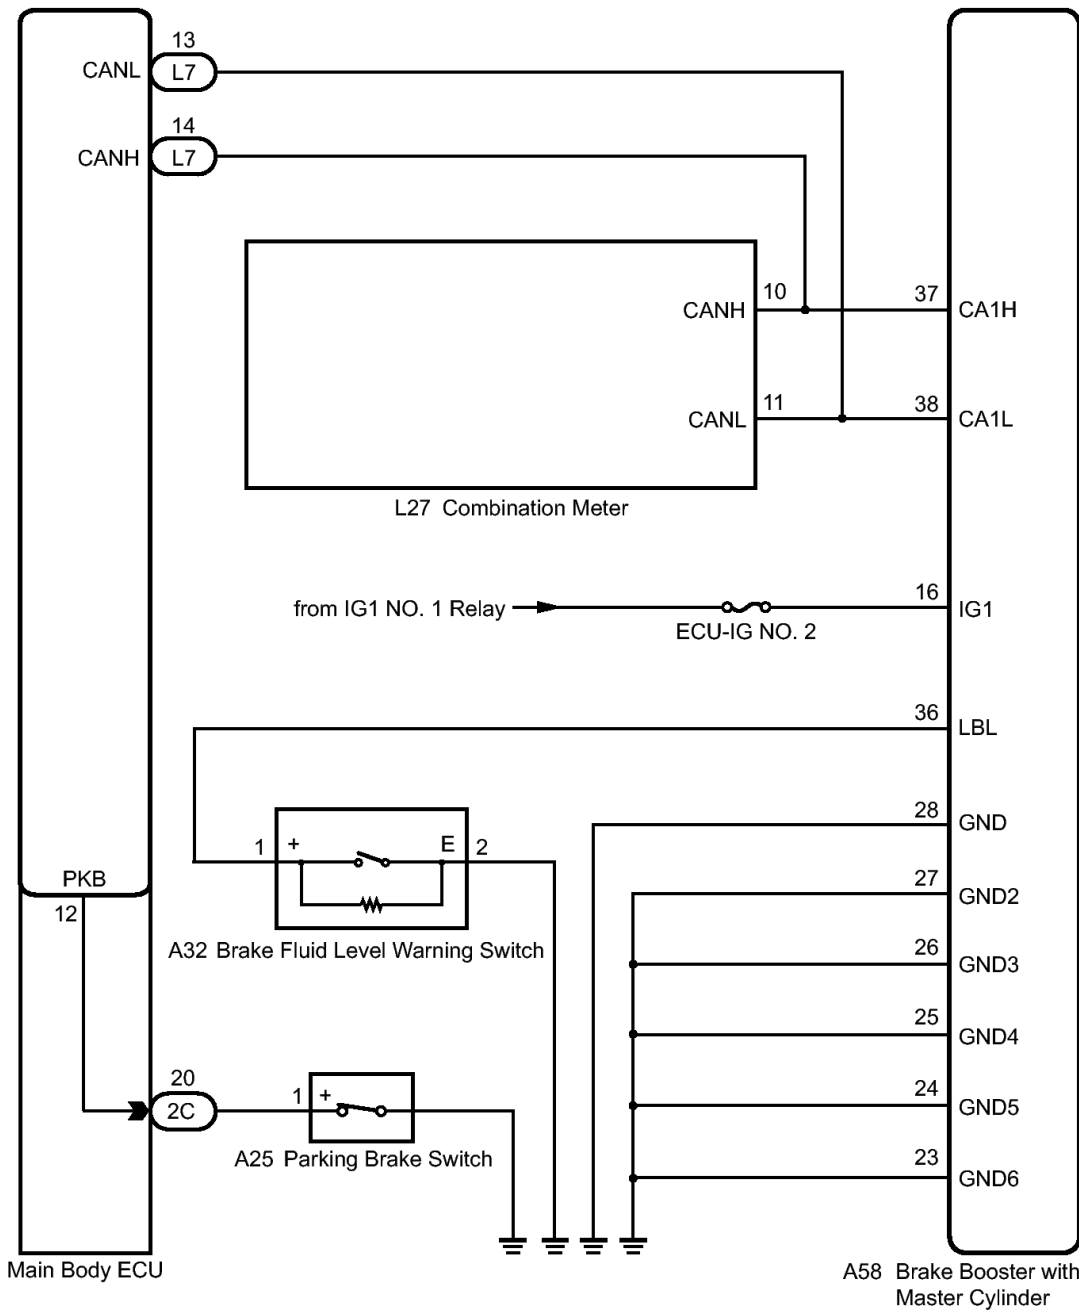 13
CANL L7
14
CANH L7
CANH 10 37 CA1H
CANL 11 38 CA1L
L27 Combination Meter
from IG1 NO. 1 Relay 16 IG1
ECU-IG NO. 2
36 LBL
28 GND
1 + E 2
PKB
12
27 GND2
A32 Brake Fluid Level Warning Switch
26 GND3
25 GND4
20
2C 1 +
24 GND5
A25 Parking Brake Switch
23 GND6
Main Body ECU
A58 Brake Booster with
Master Cylinder